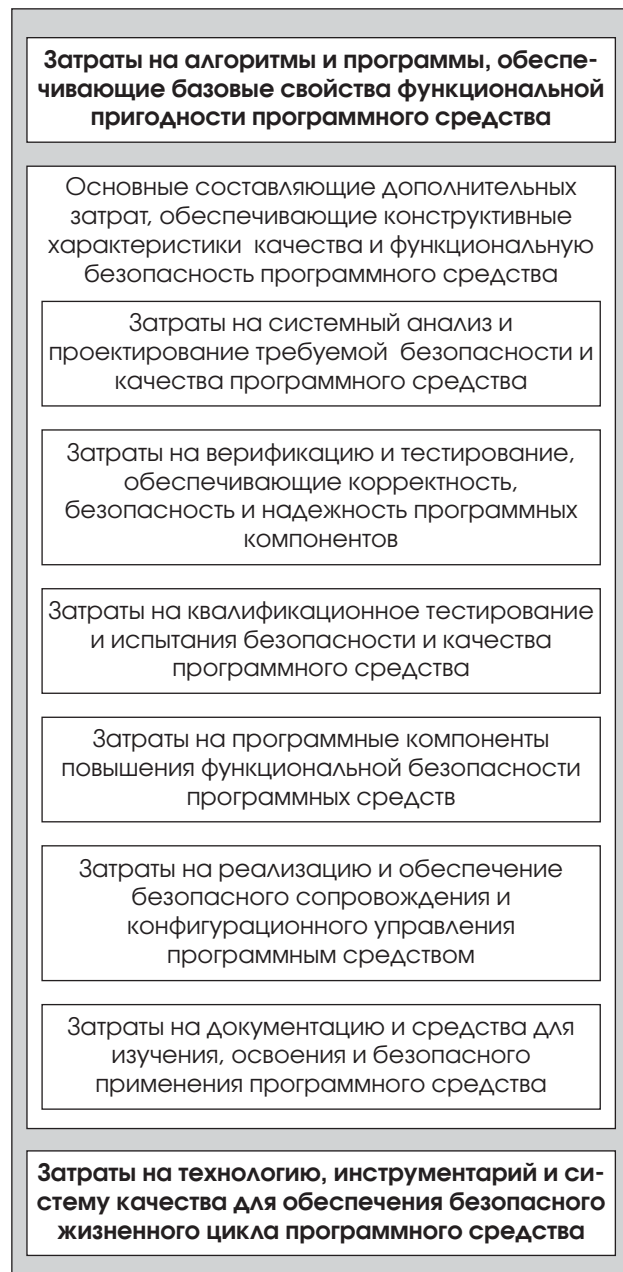 Затраты на алгоритмы и программы, обеспе-
чивающие базовые свойства функциональной
пригодности программного средства
Основные составляющие дополнительных
затрат, обеспечивающие конструктивные
характеристики качества и функциональную
безопасность программного средства
Затраты на системный анализ и
проектирование требуемой безопасности и
качества программного средства
Затраты на верификацию и тестирование,
обеспечивающие корректность,
безопасность и надежность программных
компонентов
Затраты на квалификационное тестирование
и испытания безопасности и качества
программного средства
Затраты на программные компоненты
повышения функциональной безопасности
программных средств
Затраты на реализацию и обеспечение
безопасного сопровождения и
конфигурационного управления
программным средством
Затраты на документацию и средства для
изучения, освоения и безопасного
применения программного средства
Затраты на технологию, инструментарий и си-
стему качества для обеспечения безопасного
жизненного цикла программного средства